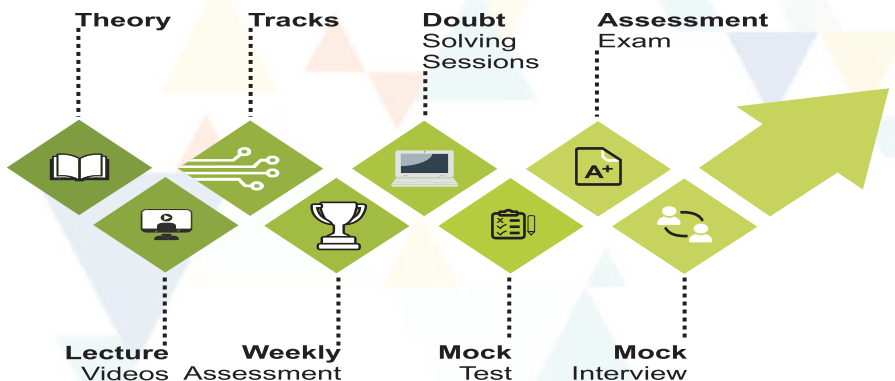 Theory
Tracks
Doubt
Solving
Sessions
Assessment
Exam
A+
Lecture
Videos
Weekly
Assessment
Mock
Test
Mock
Interview